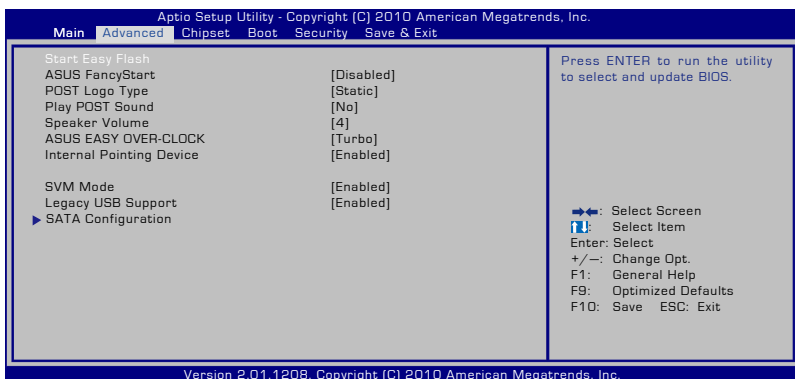 Aptio Setup Utility - Copyright (C) 2010 American Megatrends, Inc.
Main Advanced Chipset Boot Security Save & Exit
Start Easy Flash
ASUS FancyStart [Disabled]
POST Logo Type [Static]
Play POST Sound [No]
Speaker Volume [4]
ASUS EASY OVER-CLOCK [Turbo]
Internal Pointing Device [Enabled]
SVM Mode [Enabled]
Legacy USB Support [Enabled]
SATA Configuration
Press ENTER to run the utility
to select and update BIOS.
→←: Select Screen
↑↓: Select Item
Enter: Select
+/—: Change Opt.
F1: General Help
F9: Optimized Defaults
F10: Save ESC: Exit
Version 2.01.1208. Copyright (C) 2010 American Megatrends, Inc.